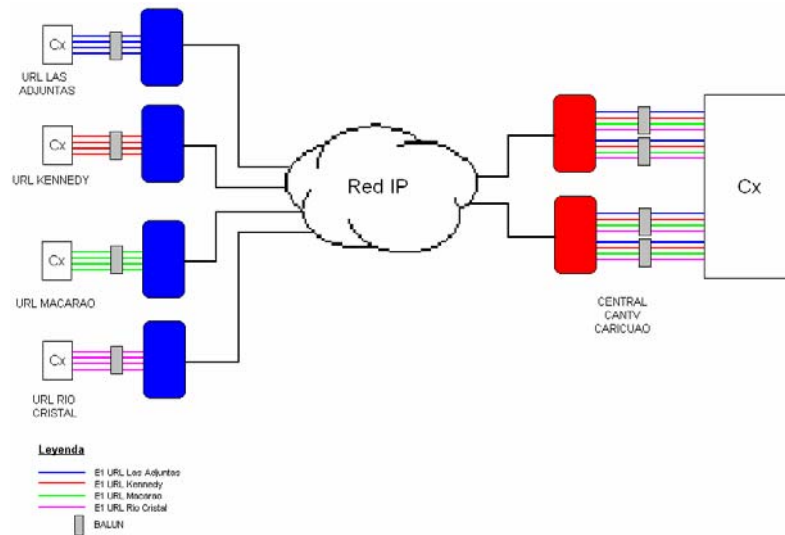 Cx
URL LAS
ADJUNTAS
Cx
URL KENNEDY
Cx
URL MACARAO
Cx
URL RIO
CRISTAL
Red IP
Cx
CENTRAL
CANTV
CARICUAO
Leyenda
E1 URL Las Adjuntas
E1 URL Kennedy
E1 URL Macarao
E1 URL Rio Cristal
BALUN